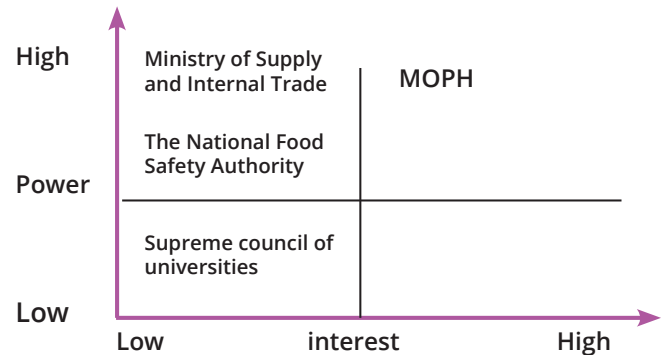 High
Ministry of Supply
and Internal Trade
MOPH
The National Food
Safety Authority
Power
Supreme council of
universities
Low
Low
interest
High